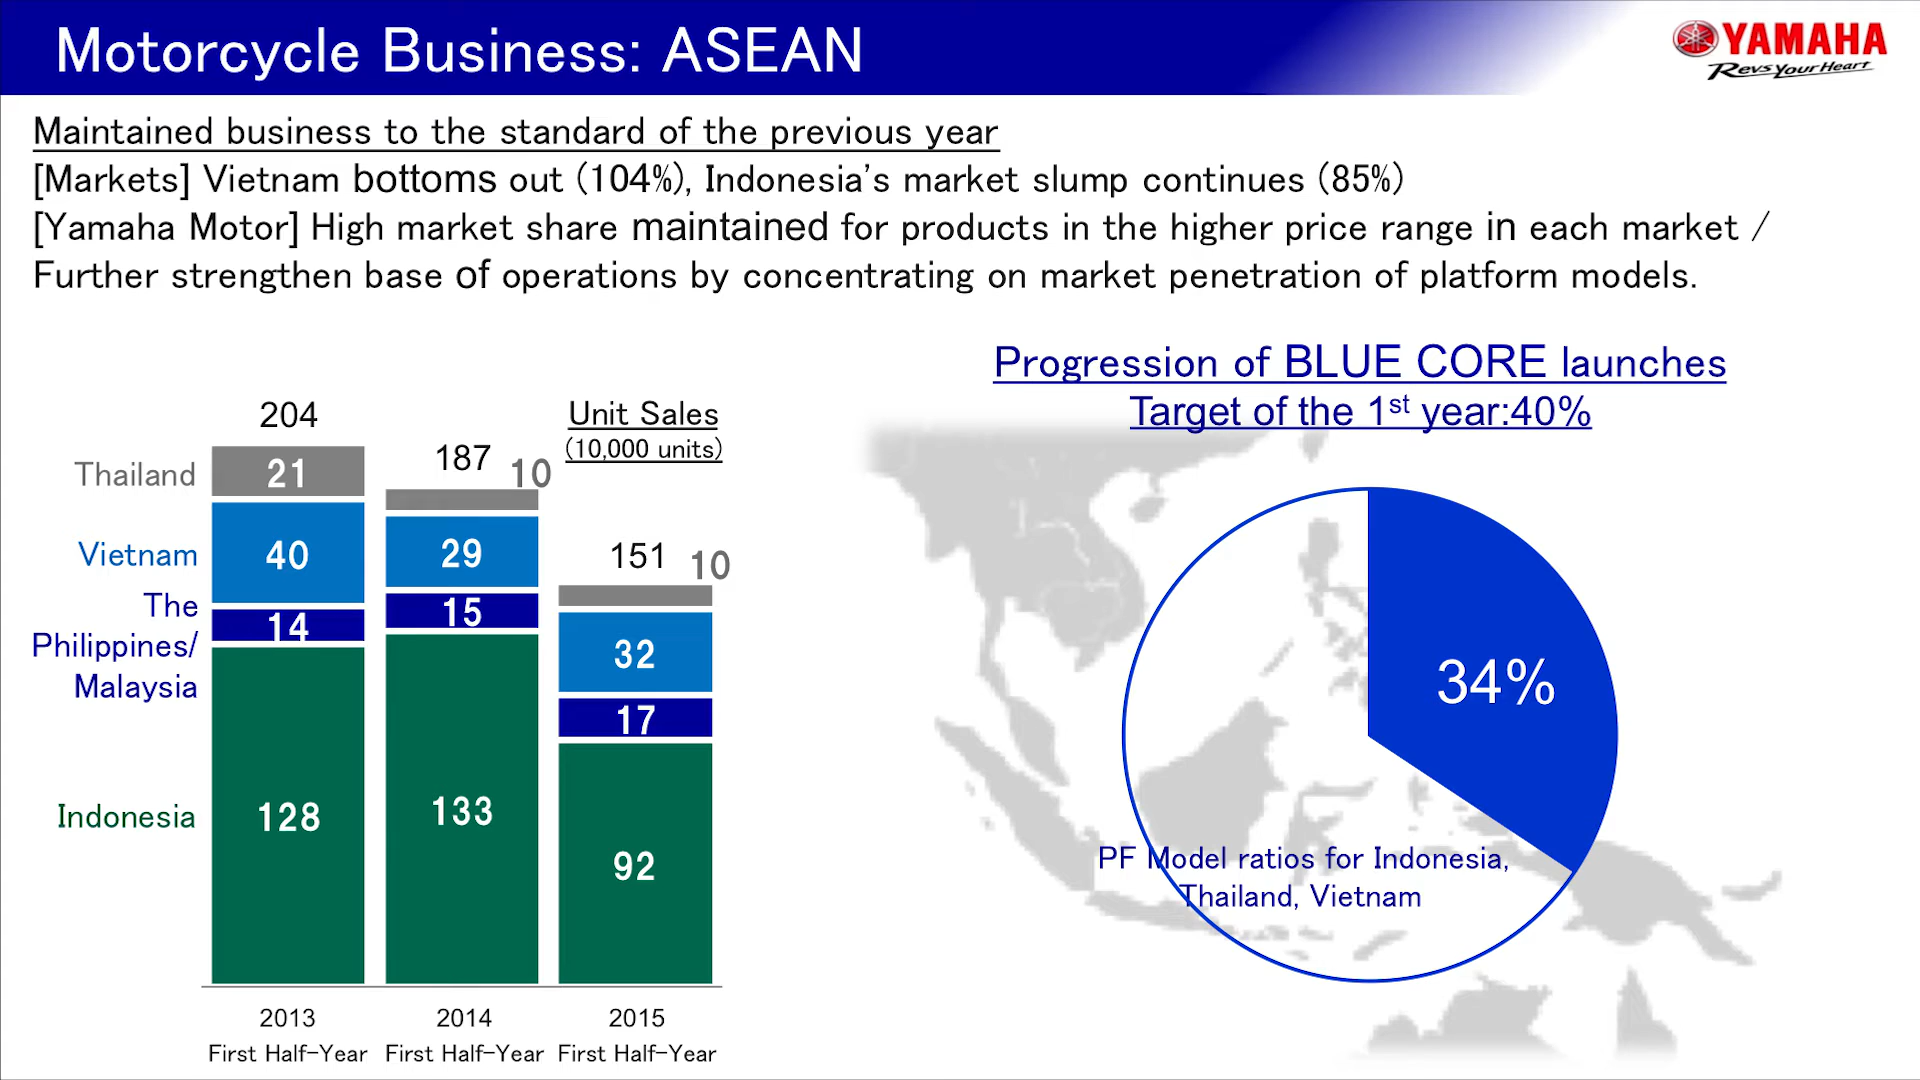 Motorcycle Business: ASEAN
YAMAHA
Revs Your Heart
Maintained business to the standard of the previous year
[Markets] Vietnam bottoms out (104%), Indonesia's market slump continues (85%)
[Yamaha Motor] High market share maintained for products in the higher price range in each market /
Further strengthen base of operations by concentrating on market penetration of platform models.
Unit Sales
(10,000 units)
204
187
10
151
10
Thailand
21
Vietnam
40
29
32
The
Philippines/
Malaysia
14
15
17
Indonesia
128
133
92
2013
First Half-Year
2014
First Half-Year
2015
First Half-Year
Progression of BLUE CORE launches
Target of the 1st year:40%
34%
PF Model ratios for Indonesia,
Thailand, Vietnam